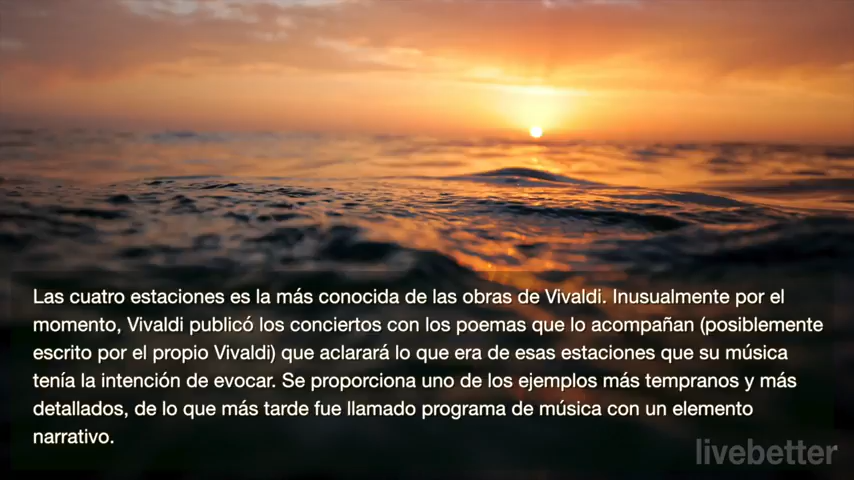 Las cuatro estaciones es la más conocida de las obras de Vivaldi. Inusualmente por el
momento, Vivaldi publicó los conciertos con los poemas que lo acompañan (posiblemente
escrito por el propio Vivaldi) que aclarará lo que era de esas estaciones que su música
tenía la intención de evocar. Se proporciona uno de los ejemplos más tempranos y más
detallados, de lo que más tarde fue llamado programa de música con un elemento
narrativo.
livebetter